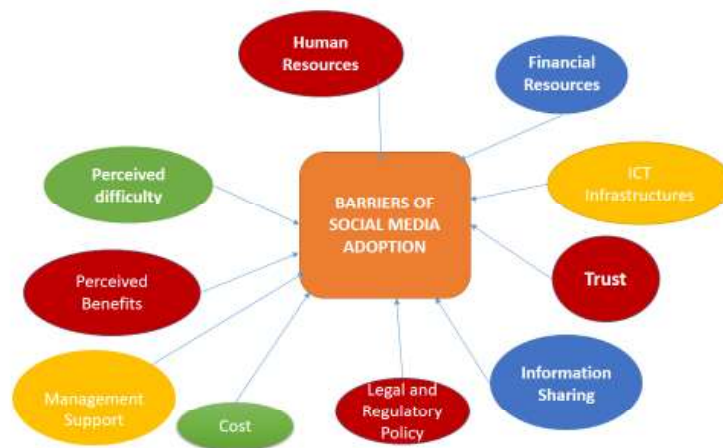 Human
Resources
Financial
Resources
Perceived
difficulty
ICT
Infrastructures
BARRIERS OF
SOCIAL MEDIA
ADOPTION
Perceived
Benefits
Trust
Management
Support
Cost
Legal and
Regulatory
Policy
Information
Sharing